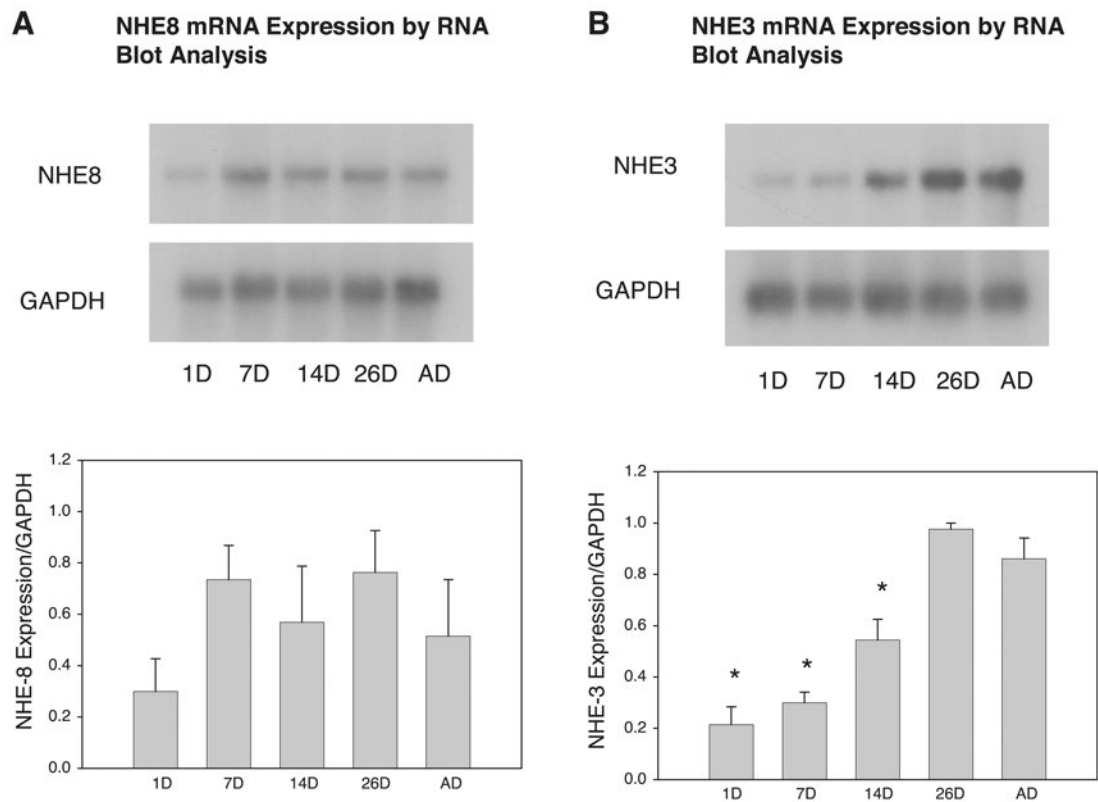 A
NHE8 mRNA Expression by RNA
Blot Analysis
NHE8
GAPDH
1D 7D 14D 26D AD
NHE-8 Expression/GAPDH
1.2
1.0
0.8
0.6
0.4
0.2
0.0
1D 7D 14D 26D AD
B
NHE3 mRNA Expression by RNA
Blot Analysis
NHE3
GAPDH
1D 7D 14D 26D AD
NHE-3 Expression/GAPDH
1.2
1.0
0.8
0.6
0.4
0.2
0.0
* * *
1D 7D 14D 26D AD